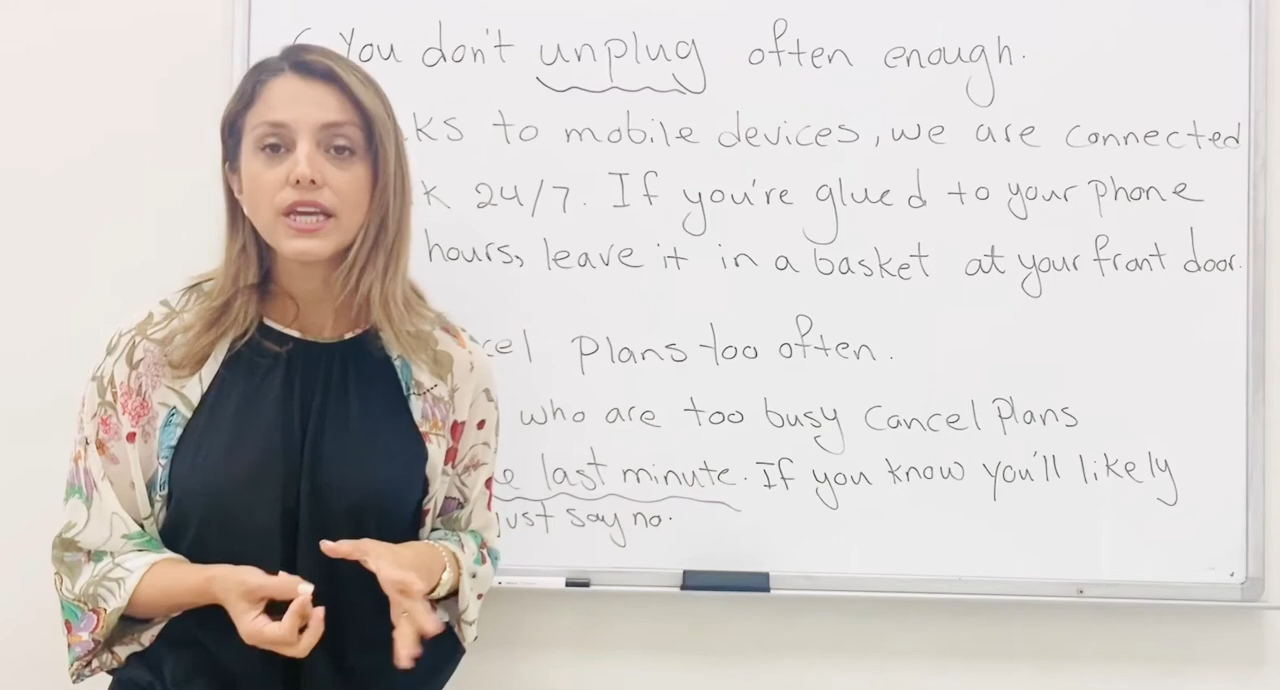 You don't unplug often enough.
ks to mobile devices, we are connected
k 24/7. If you're glued to your phone
hours, leave it in a basket at your front door.
cel plans too often.
who are too busy cancel plans
e last minute. If you know you'll likely
just say no.